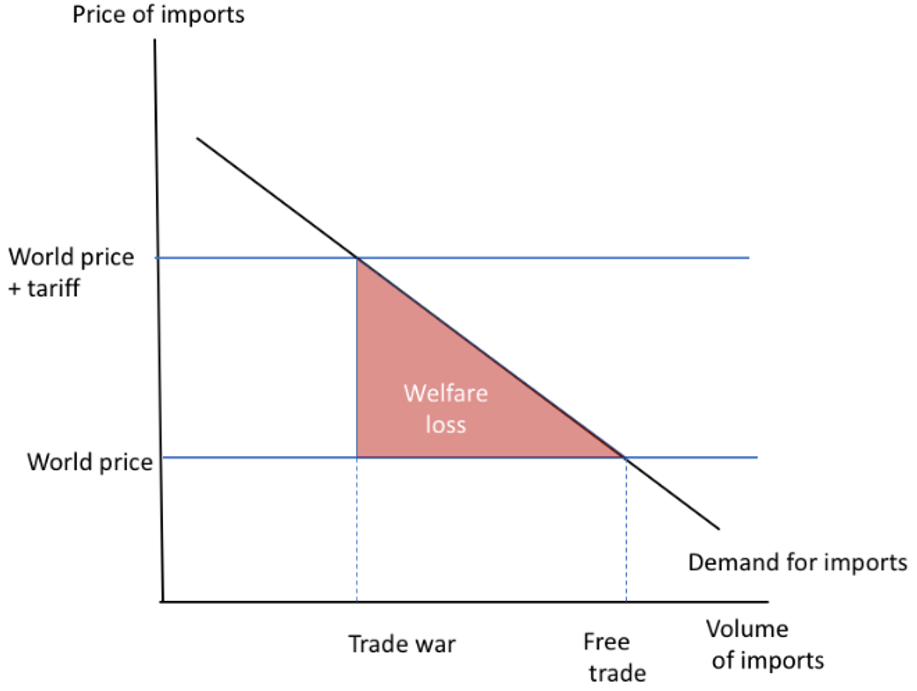 Price of imports
World price
+ tariff
Welfare
loss
World price
Demand for imports
Trade war
Free
trade
Volume
of imports